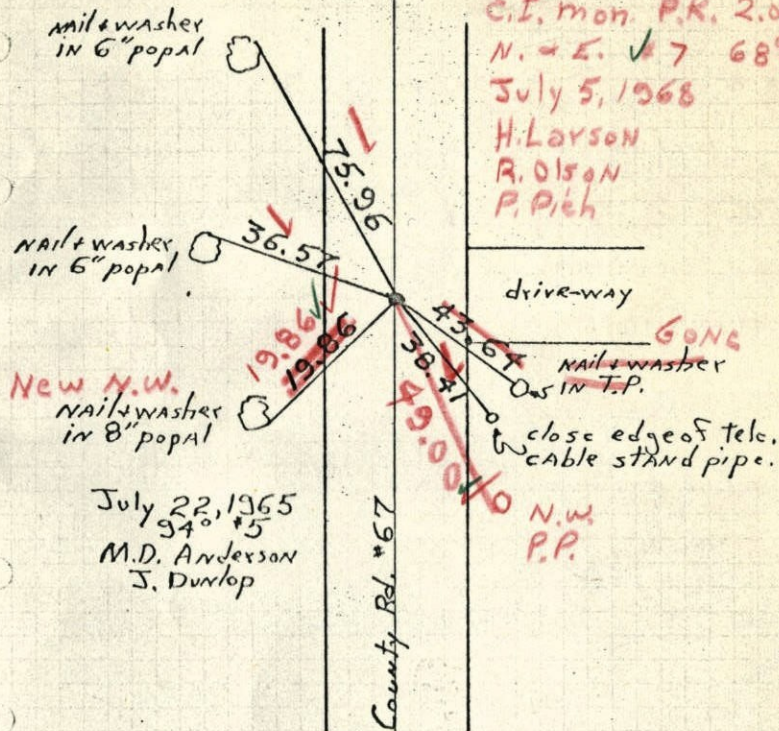 C.I. mon. P.K. 2.0
N. & E. ✓ #7 68°
July 5, 1968
H. Larson
R. Olson
P. Pich
nail & washer
in 6" popal
75.96
nail & washer
in 6" popal
36.57
drive-way
19.86
19.86
43.64
Gone
nail & washer
in T.P.
38.41
New N.W.
nail & washer
in 8" popal
49.00
close edge of tele.
cable stand pipe.
N.W.
P.P.
July 22, 1965
94° #5
M.D. Anderson
J. Dunlop
County Rd. #67